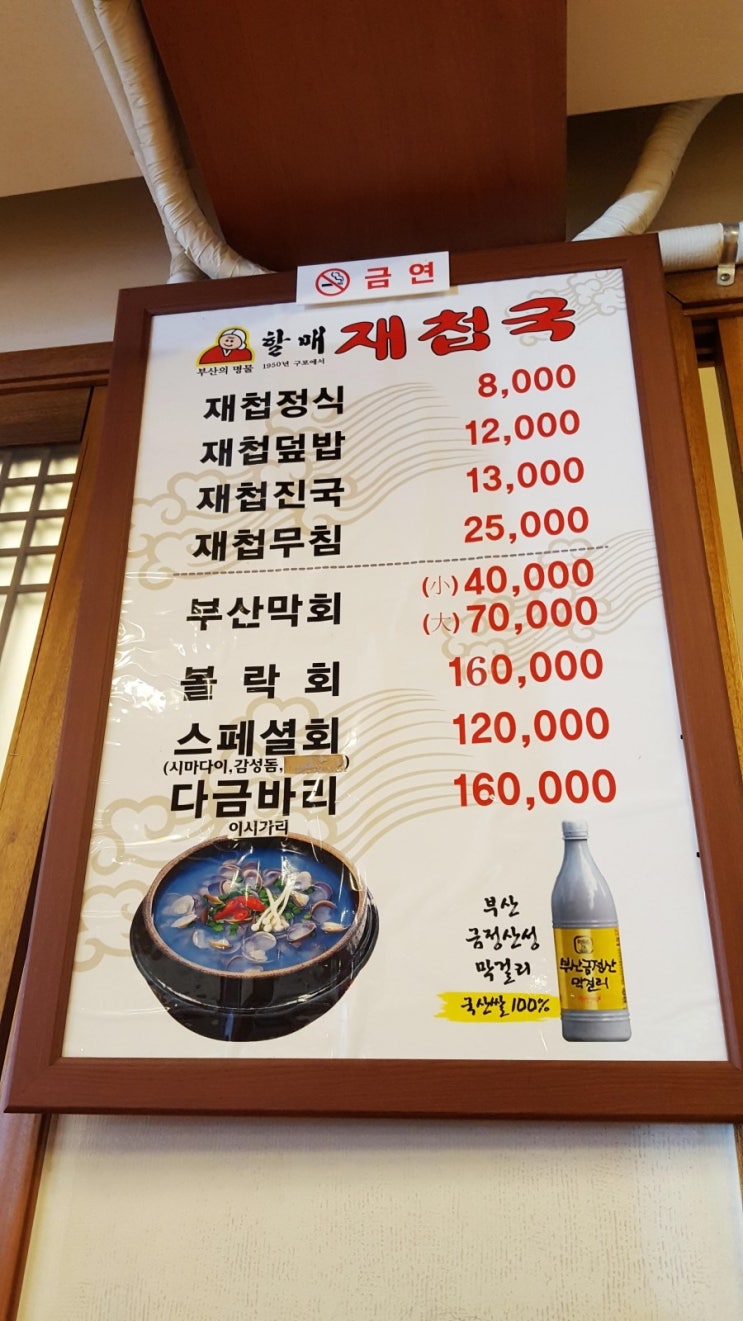 금 연
할매 재첩국
부산의 명물 1950년 구포에서
재첩정식 8,000
재첩덮밥 12,000
재첩진국 13,000
재첩무침 25,000
부산막회 (小) 40,000
(大) 70,000
볼 락 회 160,000
스페셜회 120,000
(시마다이,감성돔, )
다금바리 160,000
이시가리
부산
금정산성
막걸리
국산쌀 100%
부산금정산
막걸리